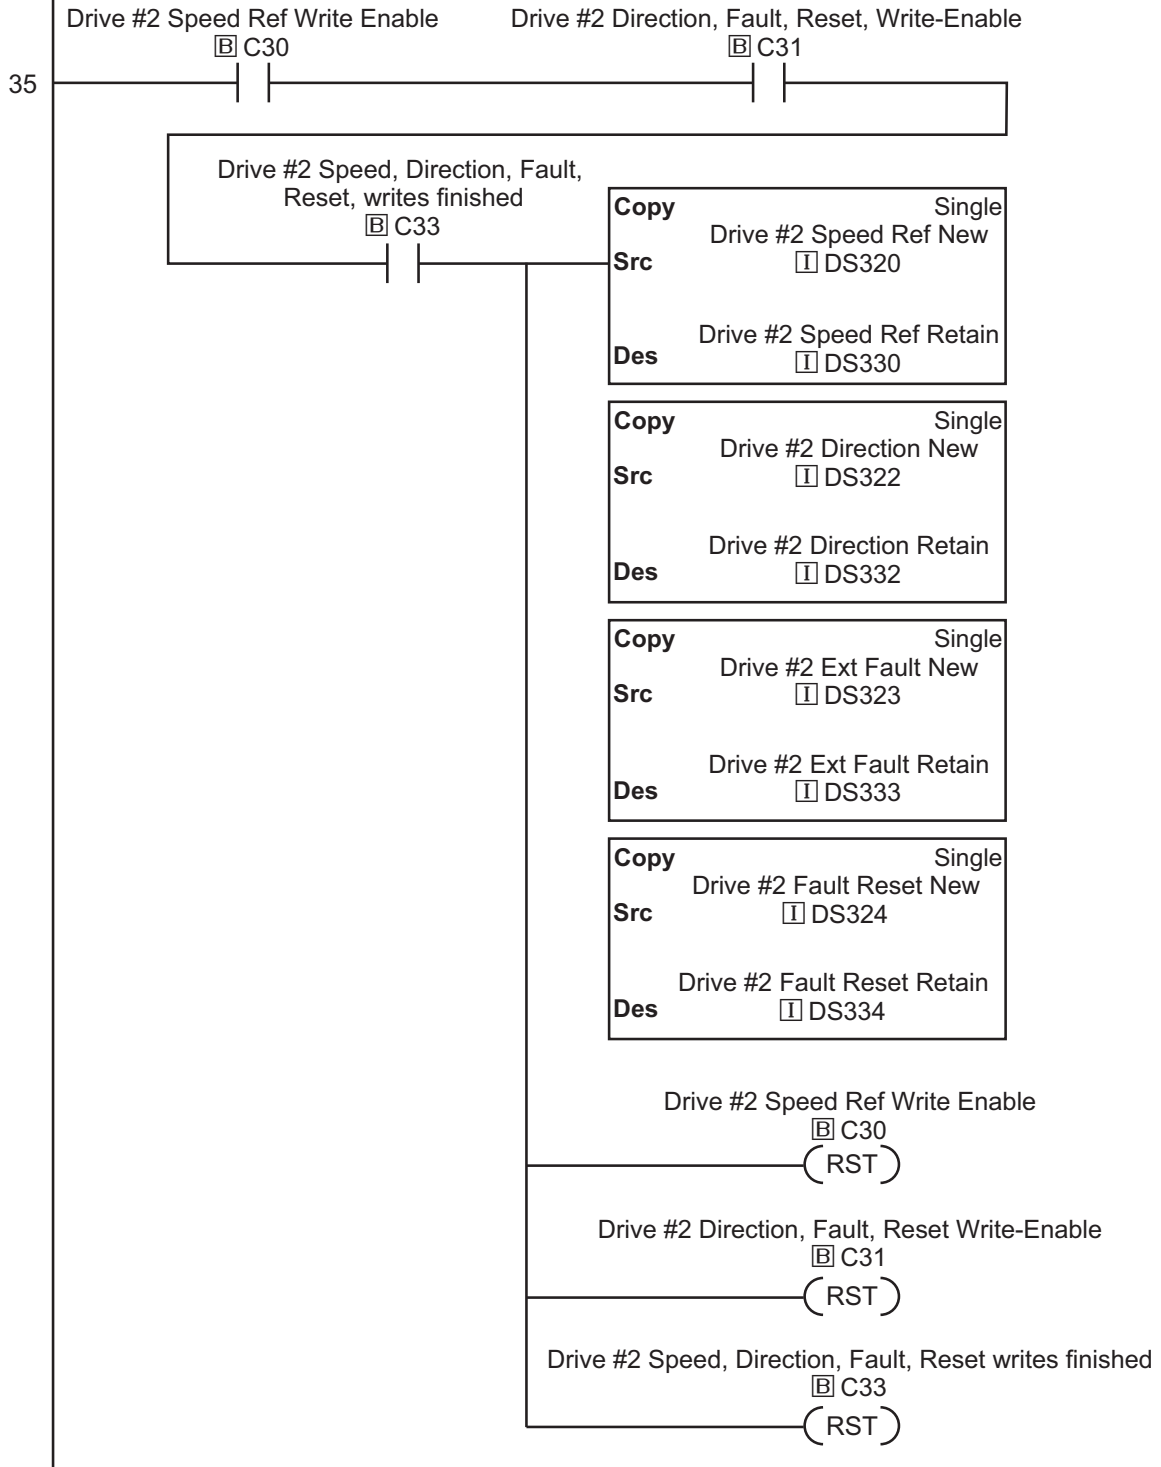 Drive #2 Speed Ref Write Enable
B C30
Drive #2 Direction, Fault, Reset, Write-Enable
B C31
35
Drive #2 Speed, Direction, Fault,
Reset, writes finished
B C33
Copy Single
Drive #2 Speed Ref New
Src I DS320
Drive #2 Speed Ref Retain
Des I DS330
Copy Single
Drive #2 Direction New
Src I DS322
Drive #2 Direction Retain
Des I DS332
Copy Single
Drive #2 Ext Fault New
Src I DS323
Drive #2 Ext Fault Retain
Des I DS333
Copy Single
Drive #2 Fault Reset New
Src I DS324
Drive #2 Fault Reset Retain
Des I DS334
Drive #2 Speed Ref Write Enable
B C30
RST
Drive #2 Direction, Fault, Reset Write-Enable
B C31
RST
Drive #2 Speed, Direction, Fault, Reset writes finished
B C33
RST